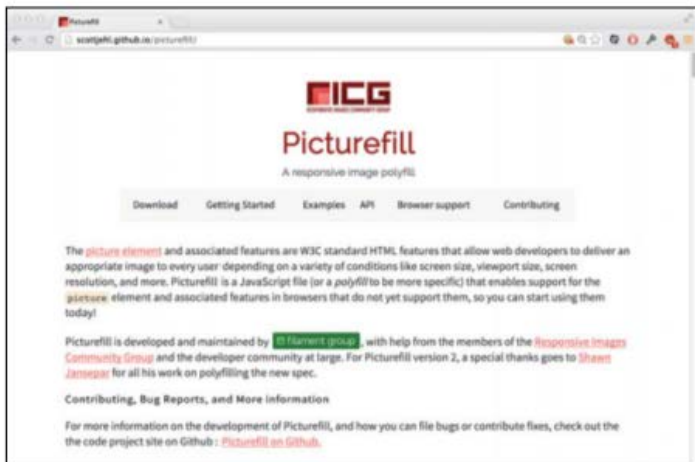 Picturefill
scottjehl.github.io/picturefill/
RICG
RESPONSIVE IMAGES COMMUNITY GROUP
Picturefill
A responsive image polyfill
Download Getting Started Examples API Browser support Contributing
The picture element and associated features are W3C standard HTML features that allow web developers to deliver an
appropriate image to every user depending on a variety of conditions like screen size, viewport size, screen
resolution, and more. Picturefill is a JavaScript file (or a polyfill to be more specific) that enables support for the
picture element and associated features in browsers that do not yet support them, so you can start using them
today!
Picturefill is developed and maintained by filament group, with help from the members of the Responsive Images
Community Group and the developer community at large. For Picturefill version 2, a special thanks goes to Shawn
Jansepar for all his work on polyfilling the new spec.
Contributing, Bug Reports, and More information
For more information on the development of Picturefill, and how you can file bugs or contribute fixes, check out the
the code project site on Github : Picturefill on Github.